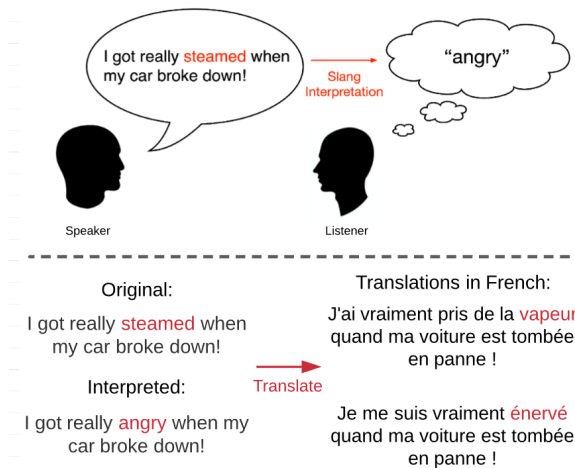 I got really steamed when
my car broke down!
Slang
Interpretation
“angry”
Speaker
Listener
Original:
I got really steamed when
my car broke down!
Interpreted:
I got really angry when my
car broke down!
Translate
Translations in French:
J'ai vraiment pris de la vapeur
quand ma voiture est tombée
en panne !
Je me suis vraiment énervé
quand ma voiture est tombée
en panne !